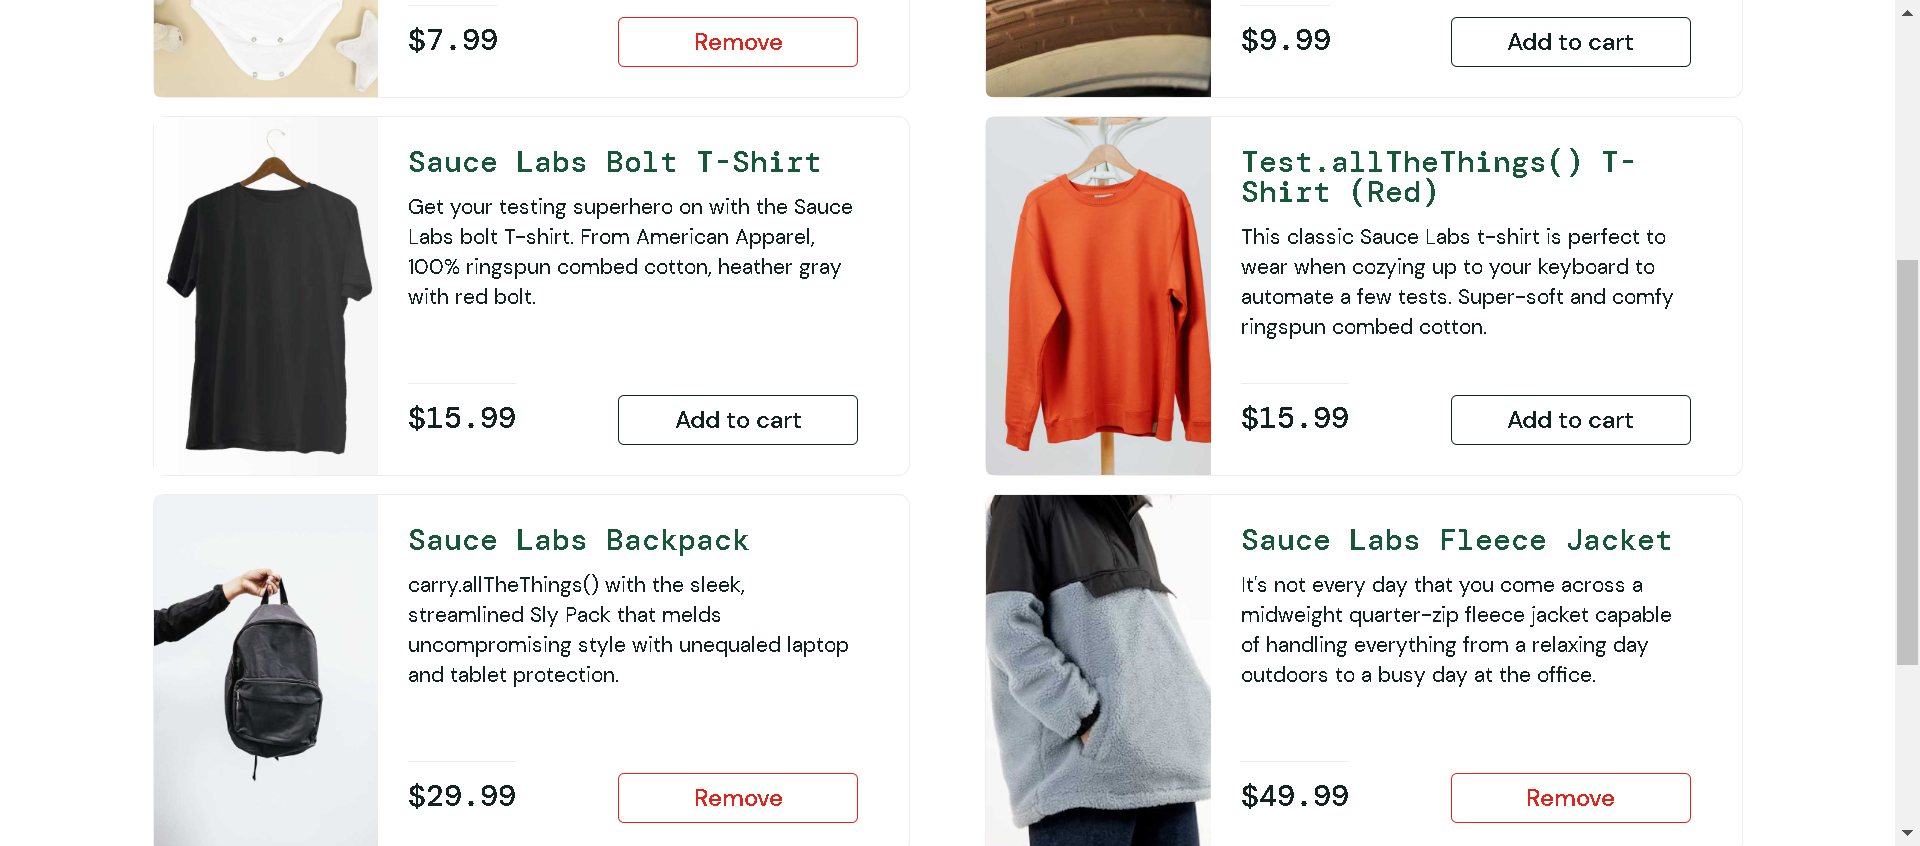 $7.99
Remove
$9.99
Add to cart
Sauce Labs Bolt T-Shirt
Get your testing superhero on with the Sauce
Labs bolt T-shirt. From American Apparel,
100% ringspun combed cotton, heather gray
with red bolt.
$15.99
Add to cart
Test.allTheThings() T-
Shirt (Red)
This classic Sauce Labs t-shirt is perfect to
wear when cozying up to your keyboard to
automate a few tests. Super-soft and comfy
ringspun combed cotton.
$15.99
Add to cart
Sauce Labs Backpack
carry.allTheThings() with the sleek,
streamlined Sly Pack that melds
uncompromising style with unequaled laptop
and tablet protection.
$29.99
Remove
Sauce Labs Fleece Jacket
It's not every day that you come across a
midweight quarter-zip fleece jacket capable
of handling everything from a relaxing day
outdoors to a busy day at the office.
$49.99
Remove